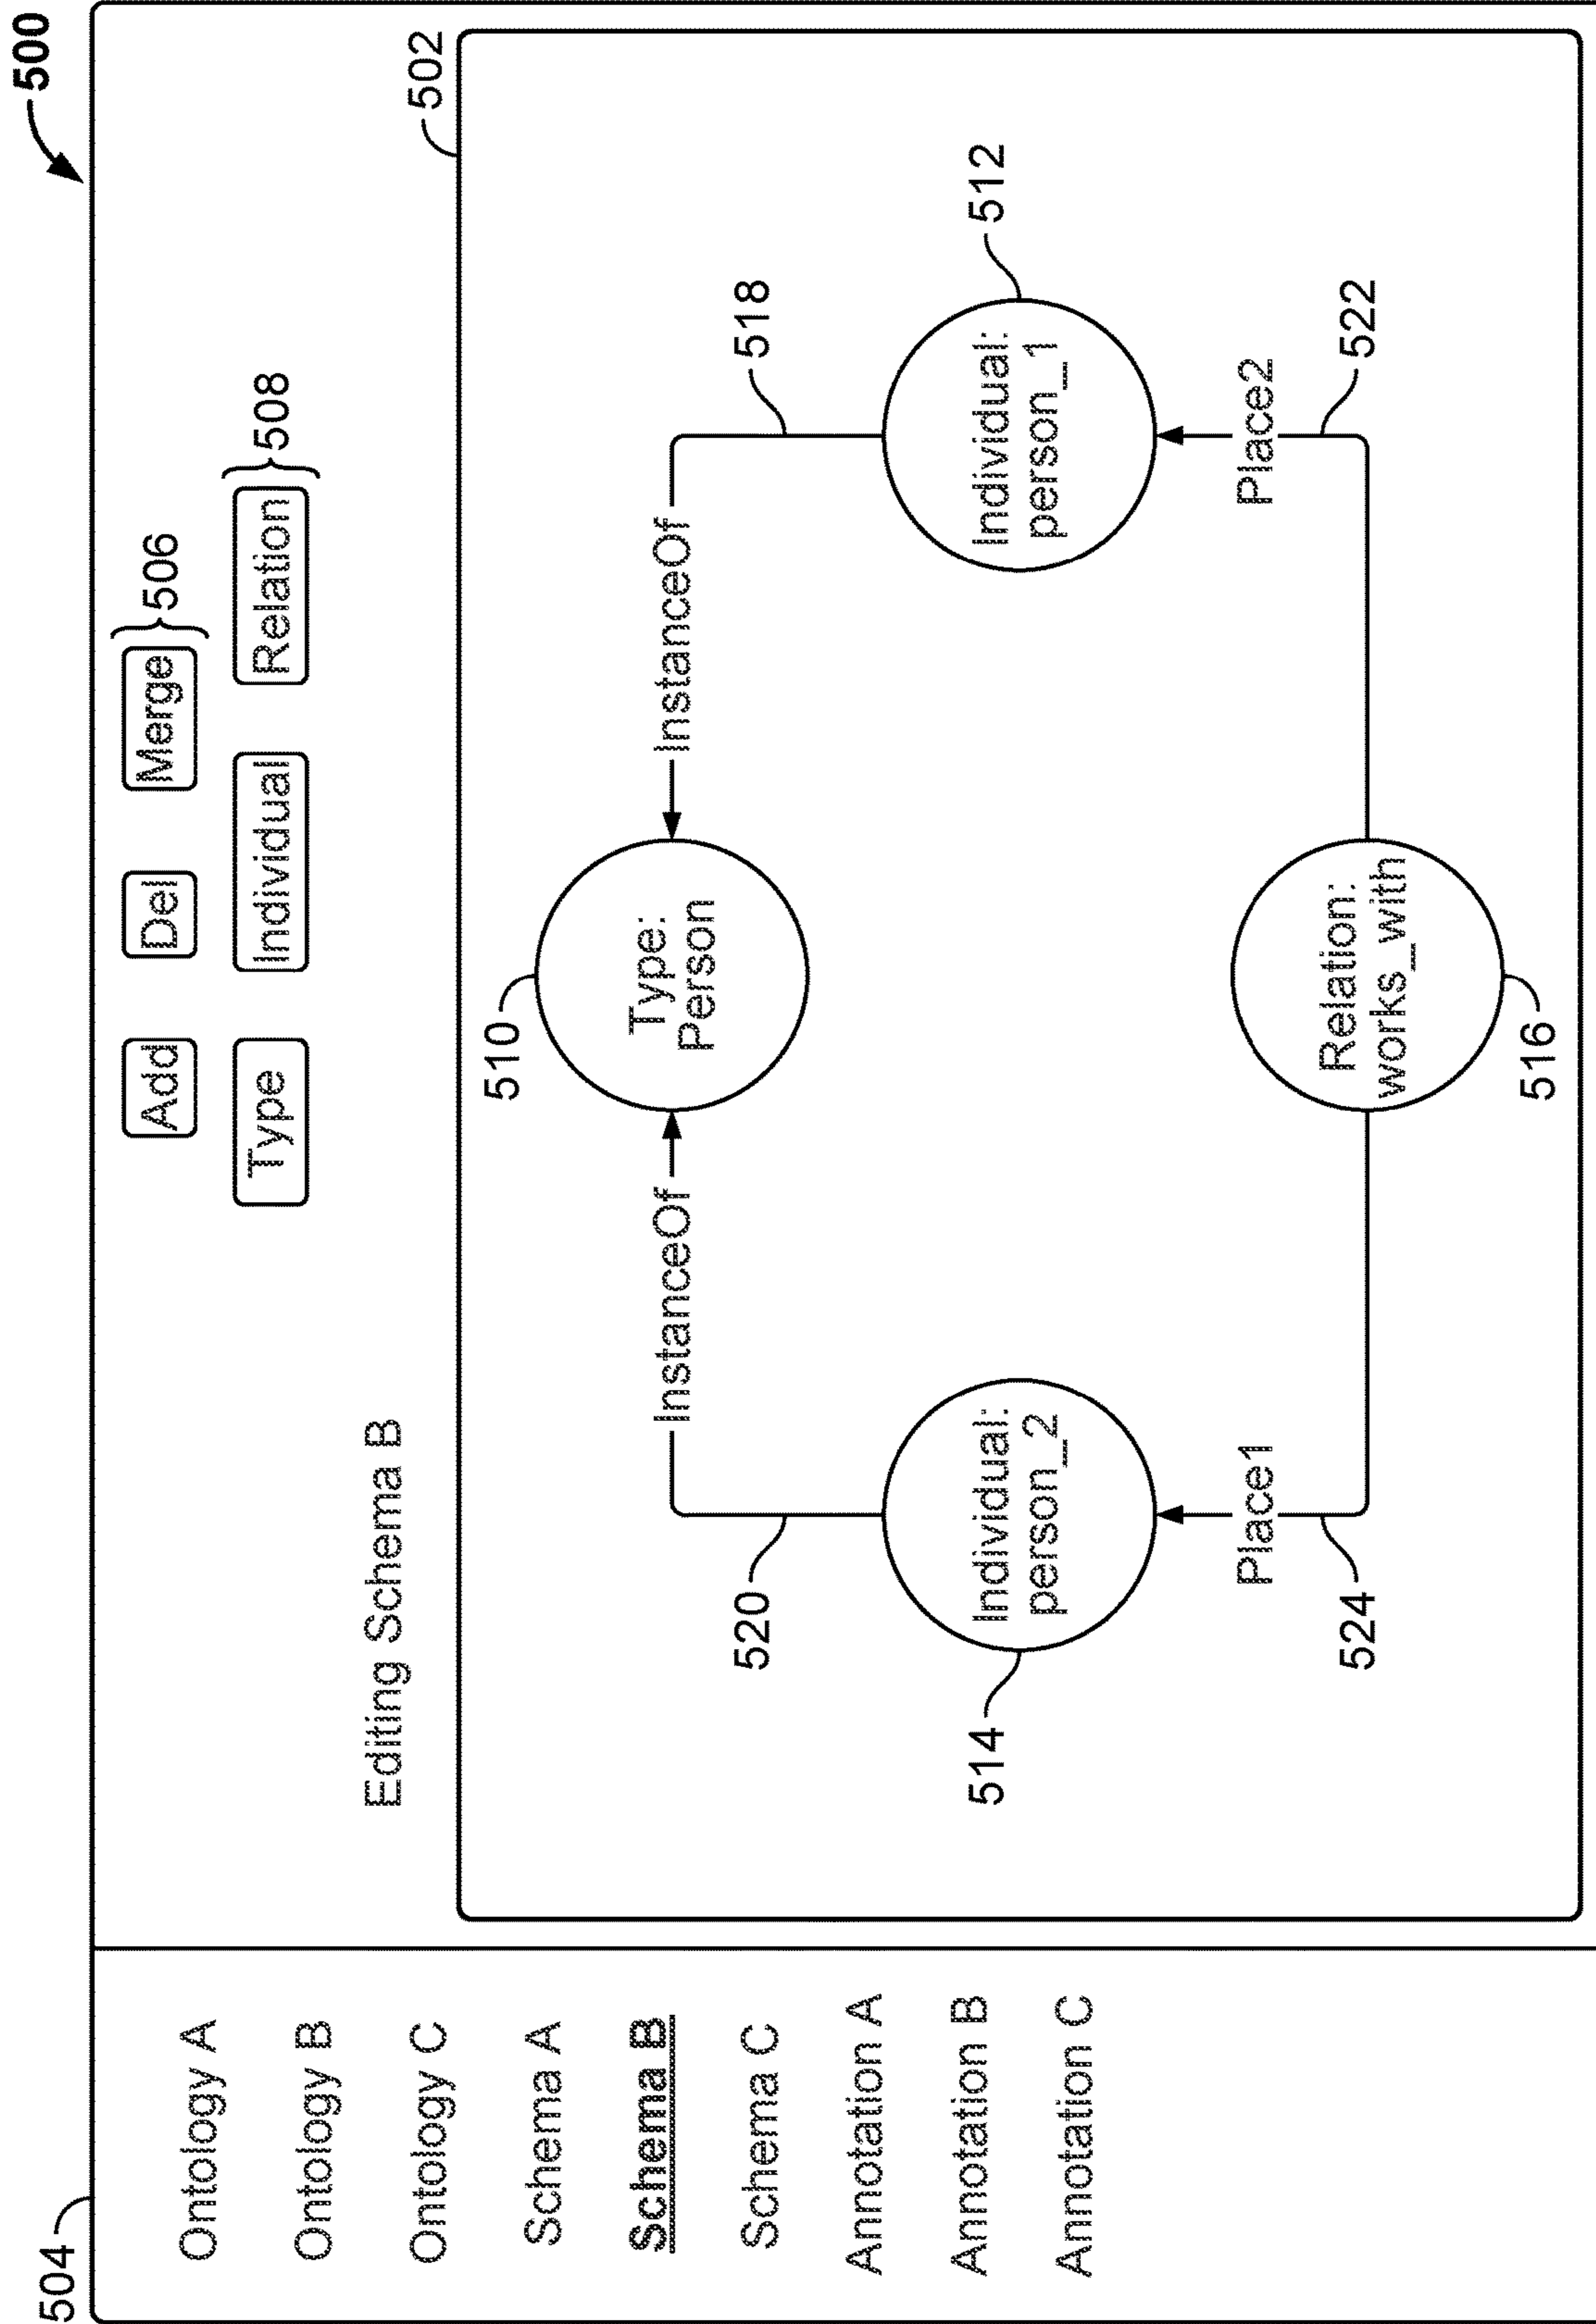 500
504
Ontology A
Ontology B
Ontology C
Schema A
Schema B
Schema C
Annotation A
Annotation B
Annotation C
Add
Del
Merge
506
Type
Individual
Relation
508
Editing Schema B
502
510
Type:
Person
InstanceOf
InstanceOf
520
518
514
Individual:
person_2
Individual:
person_1
512
Place1
Place2
524
522
Relation:
works_with
516